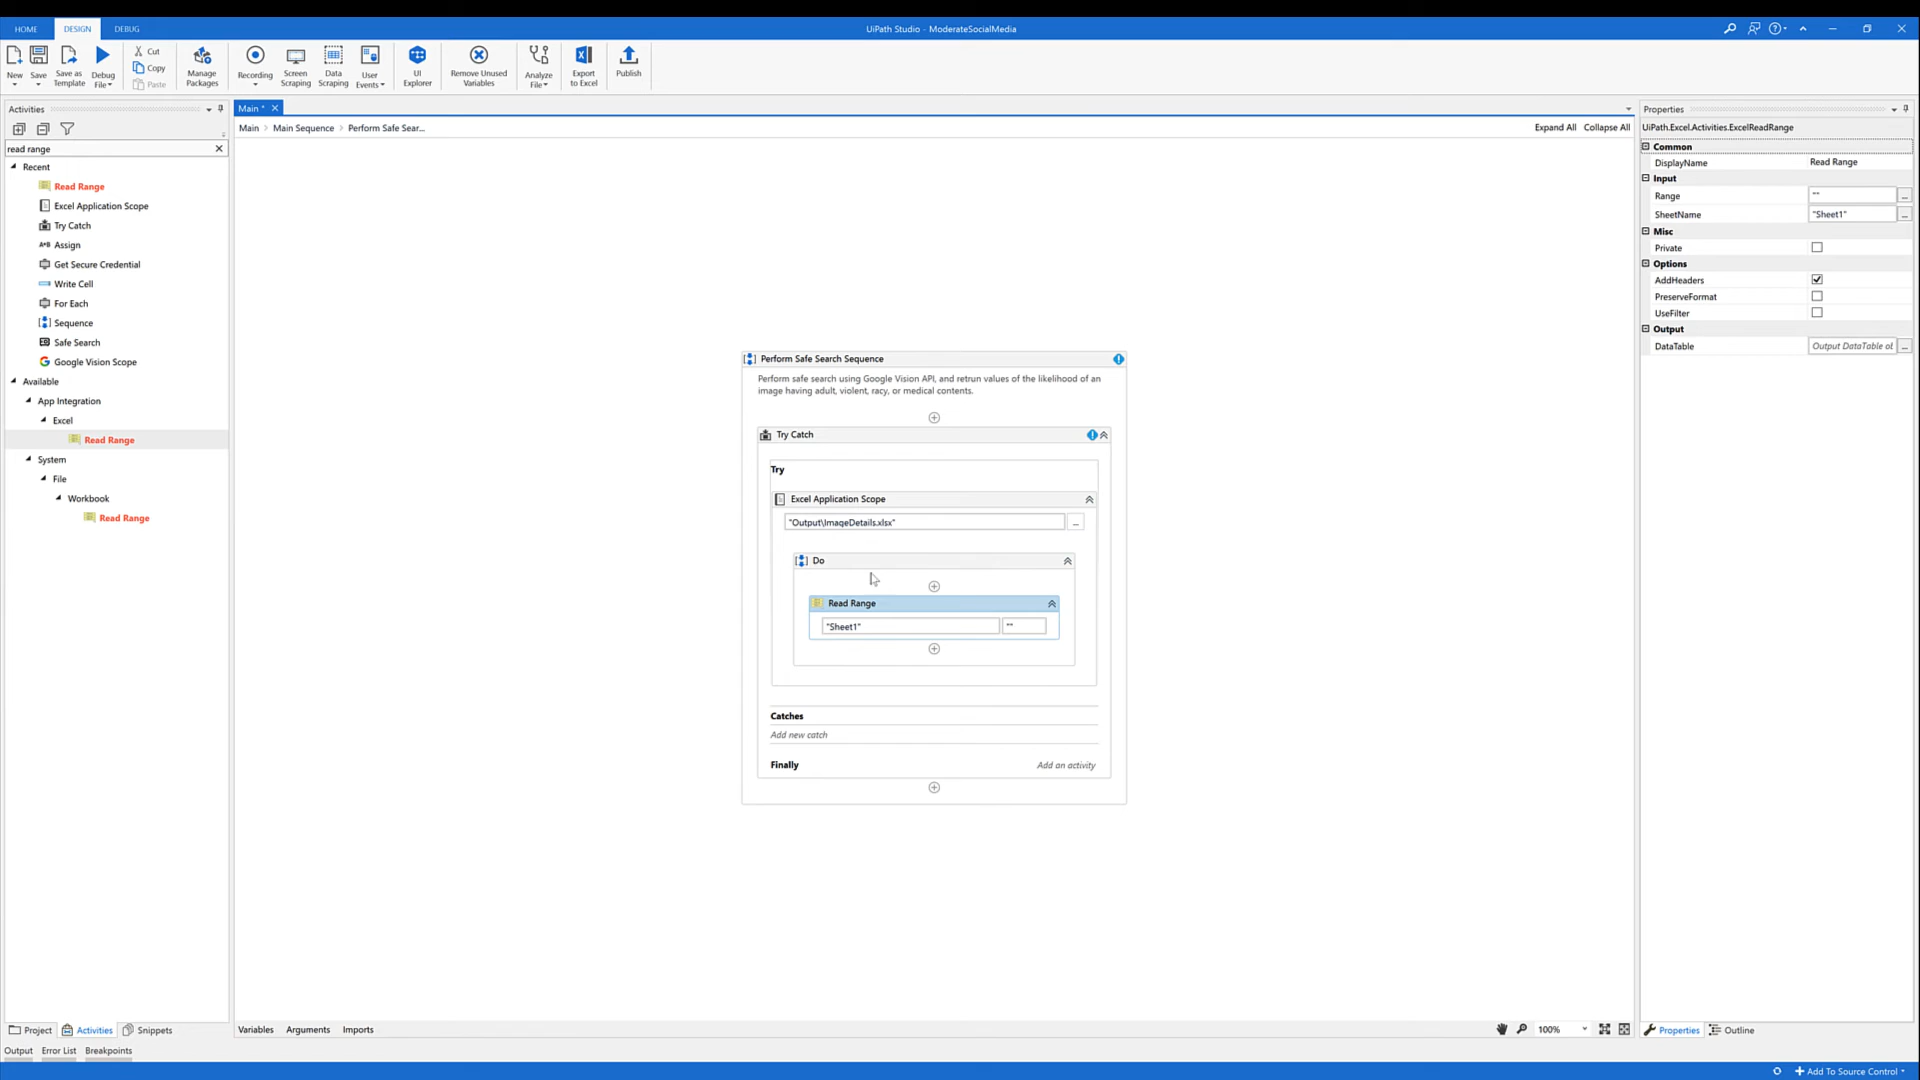 HOME
DESIGN
DEBUG
UiPath Studio - ModerateSocialMedia
New
Save
Save as Template
Debug File
Cut
Copy
Paste
Manage Packages
Recording
Screen Scraping
Data Scraping
User Events
UI Explorer
Remove Unused Variables
Analyze File
Export to Excel
Publish
Activities
read range
Recent
Read Range
Excel Application Scope
Try Catch
A*B Assign
Get Secure Credential
Write Cell
For Each
Sequence
Safe Search
Google Vision Scope
Available
App Integration
Excel
Read Range
System
File
Workbook
Read Range
Project
Activities
Snippets
Main *
Main > Main Sequence > Perform Safe Sear...
Expand All
Collapse All
Perform Safe Search Sequence
Perform safe search using Google Vision API, and retrun values of the likelihood of an
image having adult, violent, racy, or medical contents.
Try Catch
Try
Excel Application Scope
"Output\ImageDetails.xlsx"
...
Do
Read Range
"Sheet1"
""
Catches
Add new catch
Finally
Add an activity
Variables
Arguments
Imports
100%
Properties
UiPath.Excel.Activities.ExcelReadRange
Common
DisplayName
Read Range
Input
Range
""
...
SheetName
"Sheet1"
...
Misc
Private
Options
AddHeaders
PreserveFormat
UseFilter
Output
DataTable
Output DataTable ob
...
Properties
Outline
Output
Error List
Breakpoints
Add To Source Control